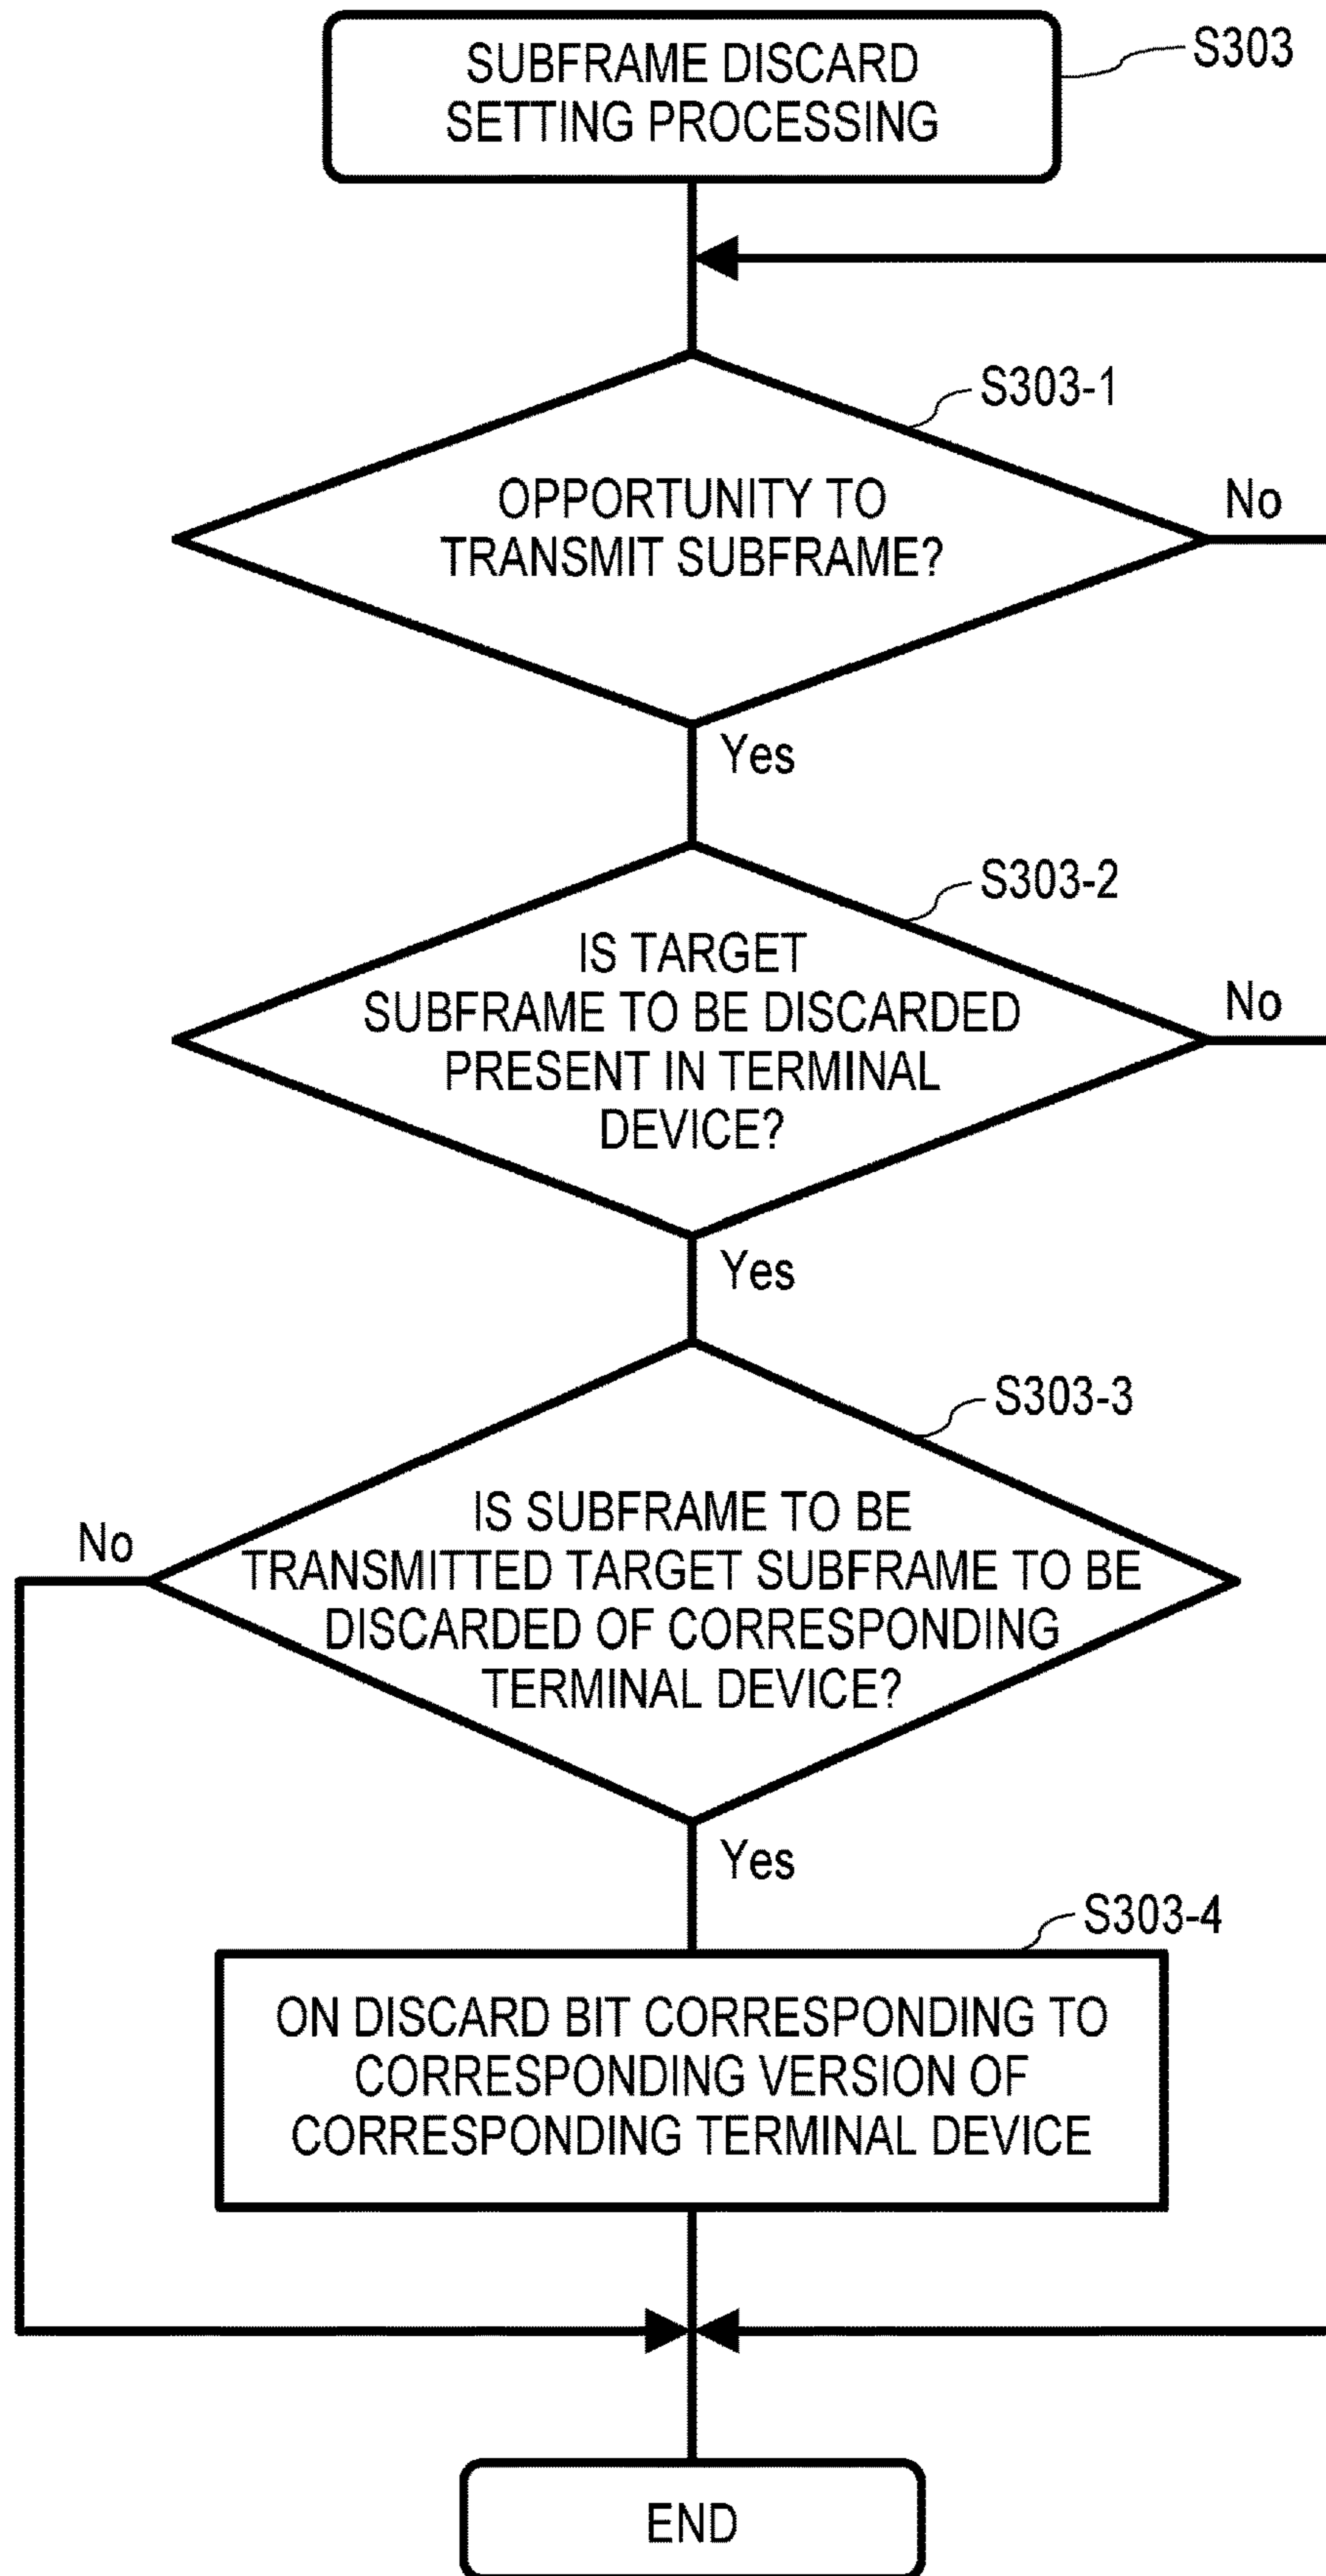 SUBFRAME DISCARD
SETTING PROCESSING
S303
S303-1
OPPORTUNITY TO
TRANSMIT SUBFRAME?
No
Yes
S303-2
IS TARGET
SUBFRAME TO BE DISCARDED
PRESENT IN TERMINAL
DEVICE?
No
Yes
S303-3
IS SUBFRAME TO BE
TRANSMITTED TARGET SUBFRAME TO BE
DISCARDED OF CORRESPONDING
TERMINAL DEVICE?
No
Yes
S303-4
ON DISCARD BIT CORRESPONDING TO
CORRESPONDING VERSION OF
CORRESPONDING TERMINAL DEVICE
END